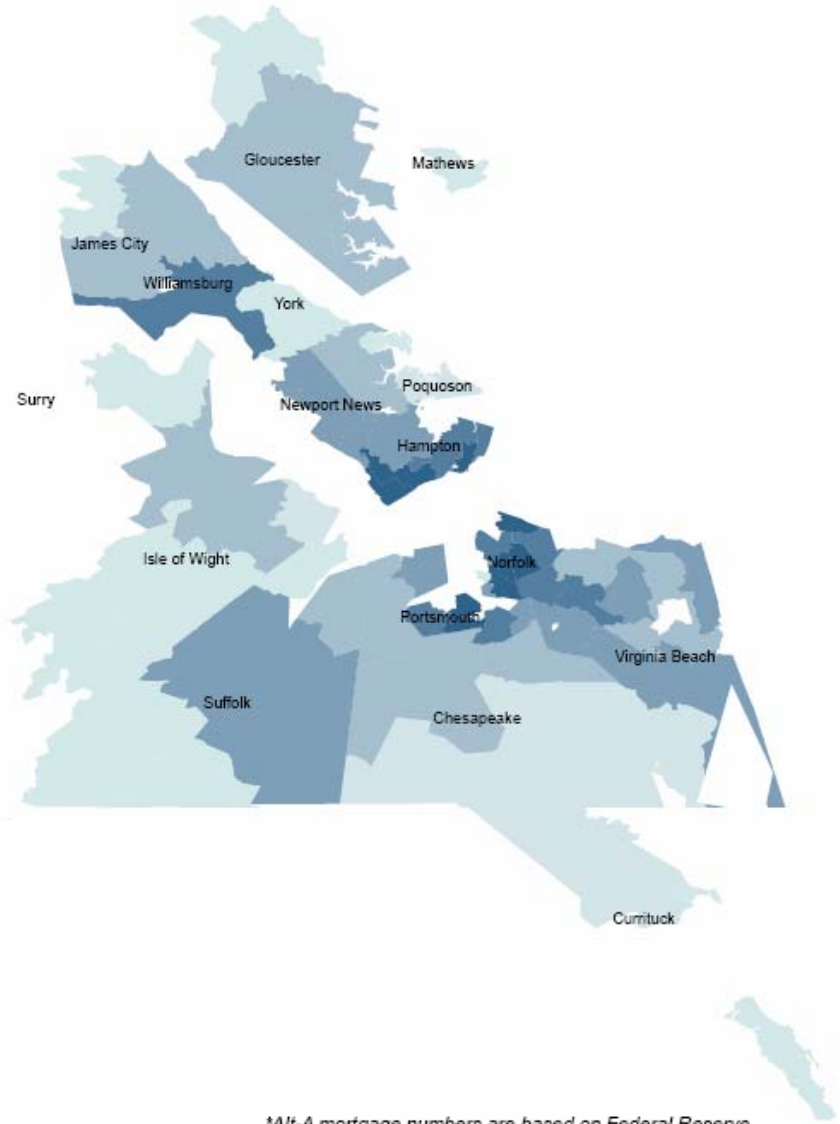 Gloucester
Mathews
James City
Williamsburg
York
Poquoson
Surry
Newport News
Hampton
Isle of Wight
Norfolk
Portsmouth
Virginia Beach
Suffolk
Chesapeake
Currituck
*Alt-A mortgage numbers are based on Federal Reserve